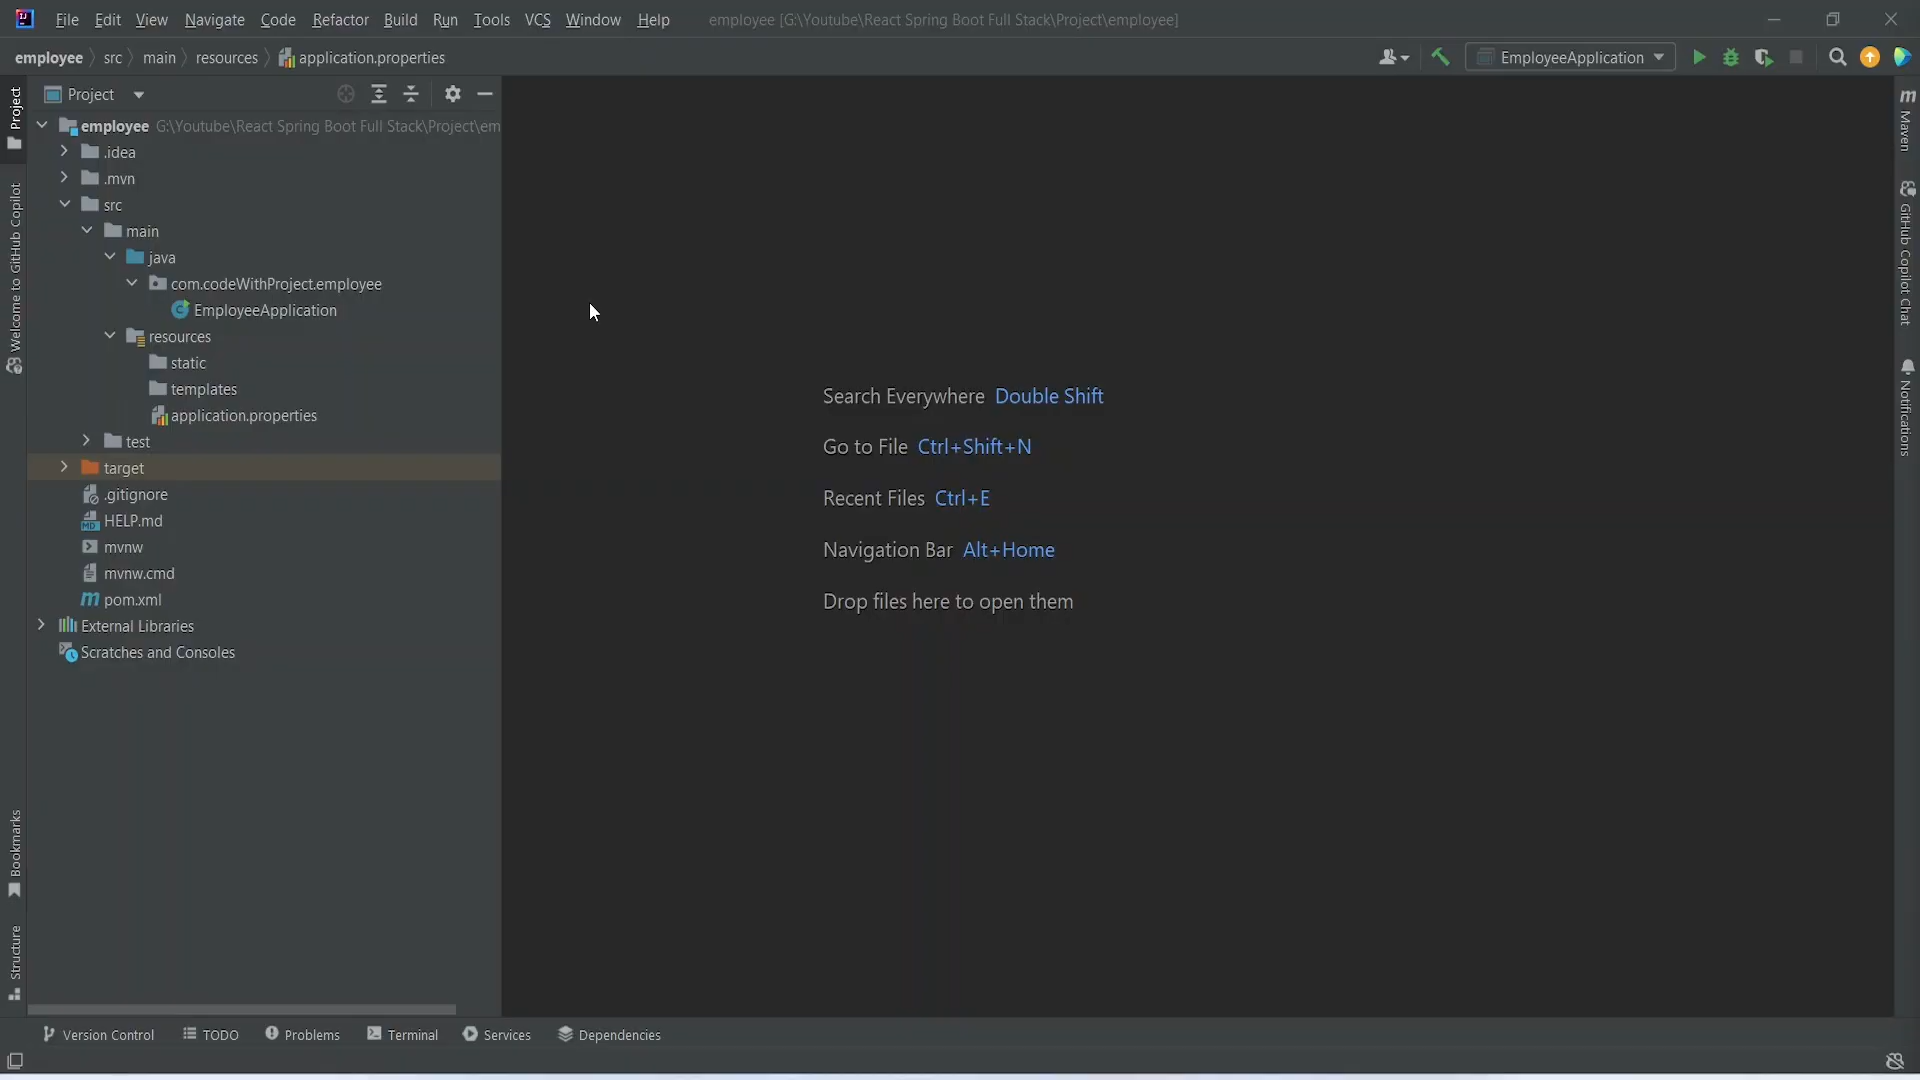 File Edit View Navigate Code Refactor Build Run Tools VCS Window Help employee [G:\Youtube\React Spring Boot Full Stack\Project\employee]
employee src main resources application.properties EmployeeApplication
Project
employee G:\Youtube\React Spring Boot Full Stack\Project\em
.idea
.mvn
src
main
java
com.codeWithProject.employee
EmployeeApplication
resources
static
templates
application.properties
test
target
.gitignore
HELP.md
mvnw
mvnw.cmd
pom.xml
External Libraries
Scratches and Consoles
Project
Welcome to GitHub Copilot
Bookmarks
Structure
Search Everywhere Double Shift
Go to File Ctrl+Shift+N
Recent Files Ctrl+E
Navigation Bar Alt+Home
Drop files here to open them
Maven
GitHub Copilot Chat
Notifications
Version Control TODO Problems Terminal Services Dependencies